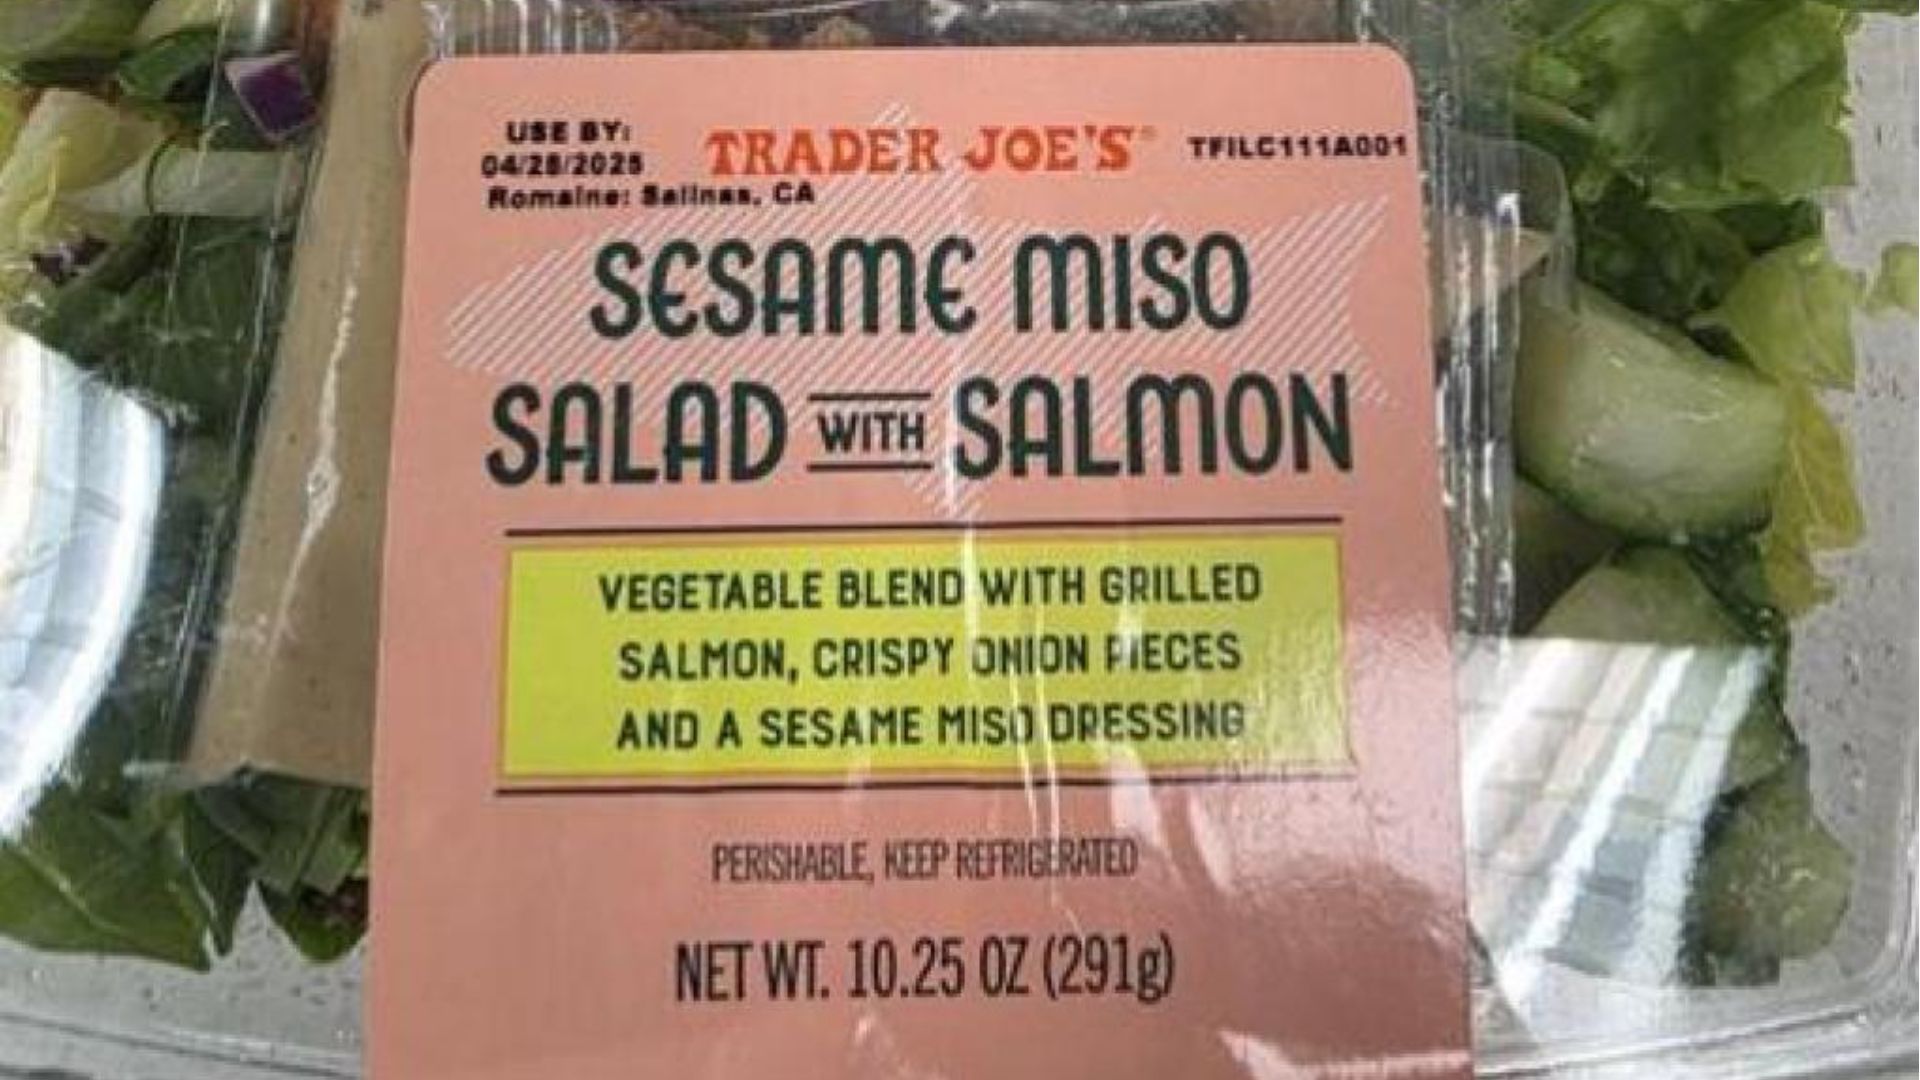 USE BY:
04/28/2025
Romaine: Salinas, CA
TRADER JOE'S®
TFILC111A001
SESAME MISO
SALAD WITH SALMON
VEGETABLE BLEND WITH GRILLED
SALMON, CRISPY ONION PIECES
AND A SESAME MISO DRESSING
PERISHABLE, KEEP REFRIGERATED
NET WT. 10.25 OZ (291g)